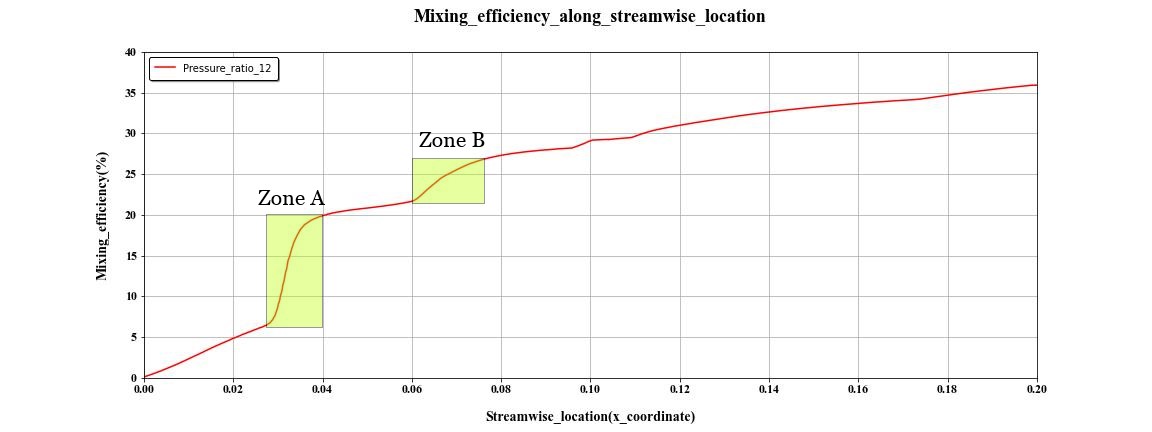 Mixing_efficiency_along_streamwise_location
Pressure_ratio_12
Zone A
Zone B
Mixing_efficiency(%)
40
35
30
25
20
15
10
5
0
0.00 0.02 0.04 0.06 0.08 0.10 0.12 0.14 0.16 0.18 0.20
Streamwise_location(x_coordinate)